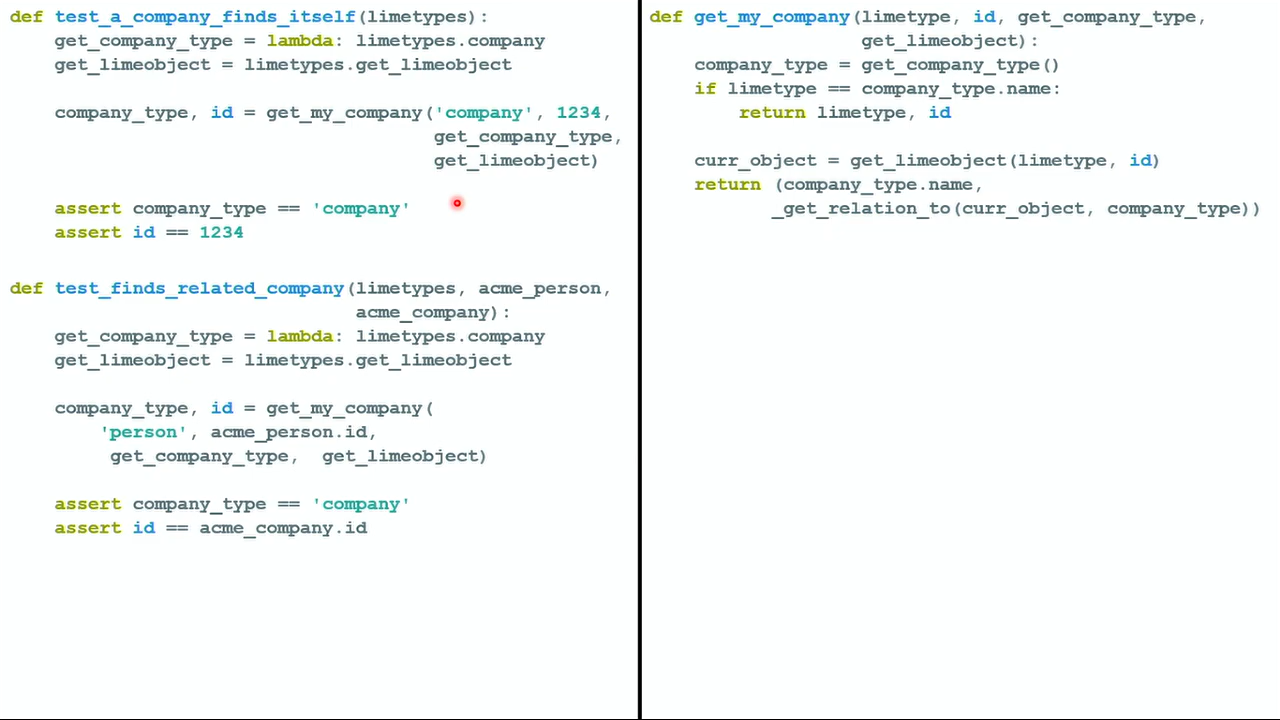 def test_a_company_finds_itself(limetypes):
    get_company_type = lambda: limetypes.company
    get_limeobject = limetypes.get_limeobject

    company_type, id = get_my_company('company', 1234,
                                      get_company_type,
                                      get_limeobject)

    assert company_type == 'company'
    assert id == 1234

def test_finds_related_company(limetypes, acme_person,
                               acme_company):
    get_company_type = lambda: limetypes.company
    get_limeobject = limetypes.get_limeobject

    company_type, id = get_my_company(
        'person', acme_person.id,
         get_company_type,  get_limeobject)

    assert company_type == 'company'
    assert id == acme_company.id

def get_my_company(limetype, id, get_company_type,
                   get_limeobject):
    company_type = get_company_type()
    if limetype == company_type.name:
        return limetype, id

    curr_object = get_limeobject(limetype, id)
    return (company_type.name,
           _get_relation_to(curr_object, company_type))